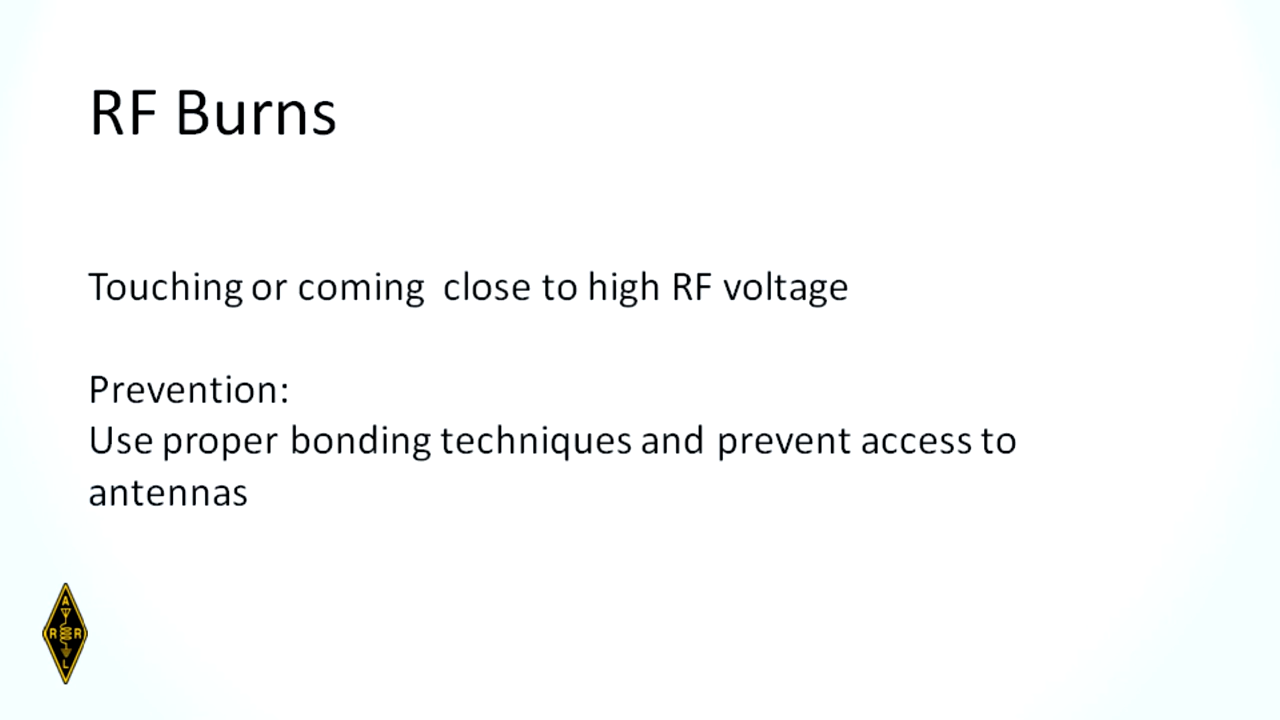 RF Burns
Touching or coming  close to high RF voltage
Prevention:
Use proper bonding techniques and prevent access to
antennas
A
R R
L